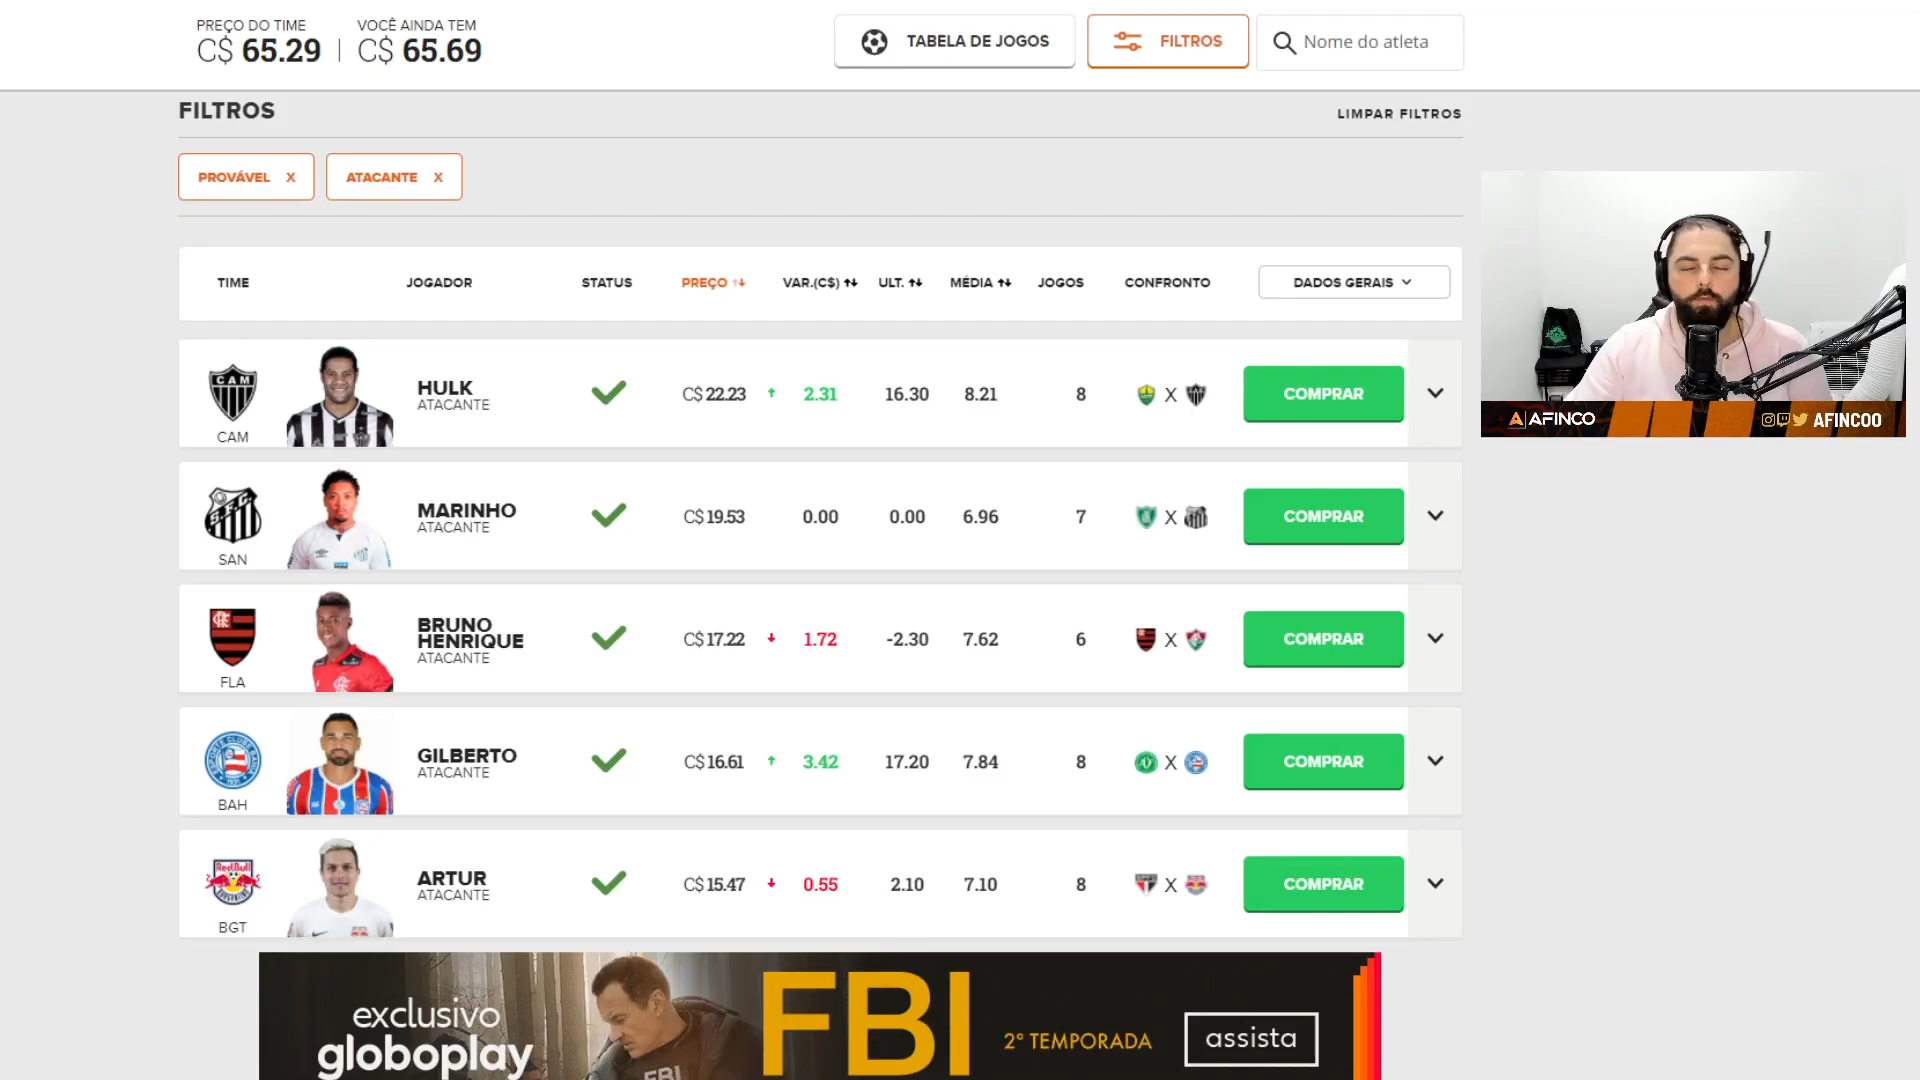 PREÇO DO TIME
C$ 65.29
VOCÊ AINDA TEM
C$ 65.69
TABELA DE JOGOS
FILTROS
Nome do atleta
FILTROS
LIMPAR FILTROS
PROVÁVEL X
ATACANTE X
TIME JOGADOR STATUS PREÇO VAR.(C$) ULT. MÉDIA JOGOS CONFRONTO DADOS GERAIS
CAM
CAM
HULK
ATACANTE
C$ 22.23 2.31 16.30 8.21 8 X COMPRAR
SAN
MARINHO
ATACANTE
C$ 19.53 0.00 0.00 6.96 7 X COMPRAR
FLA
BRUNO
HENRIQUE
ATACANTE
C$ 17.22 1.72 -2.30 7.62 6 X COMPRAR
BAH
GILBERTO
ATACANTE
C$ 16.61 3.42 17.20 7.84 8 X COMPRAR
RedBull
BGT
ARTUR
ATACANTE
C$ 15.47 0.55 2.10 7.10 8 X COMPRAR
AFINCO
AFINCOO
exclusivo
globoplay
FBI
FBI
2ª TEMPORADA
assista